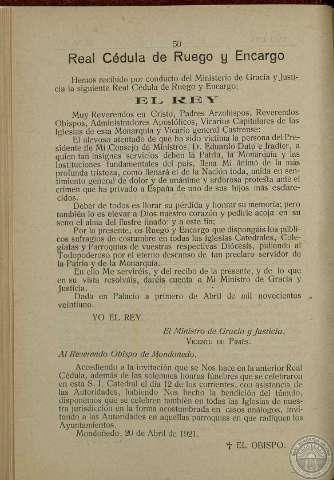 50
Real Cédula de Ruego y Encargo
Hemos recibido por conducto del Ministerio de Gracia y Justi-
cia la siguiente Real Cédula de Ruego y Encargo:
EL REY
Muy Reverendos en Cristo, Padres Arzobispos, Reverendos
Obispos, Administradores Apostólicos, Vicarios Capitulares de las
Iglesias de esta Monarquía y Vicario general Castrense:
El alevoso atentado de que ha sido víctima la persona del Presi-
dente de Mi Consejo de Ministros, D. Eduardo Dato e Iradier, a
quien tan insignes servicios deben la Patria, la Monarquía y las
Instituciones fundamentales del país, llena Mi ánimo de la más
profunda tristeza, como llenará el de la Nación toda, unida en sen-
timiento general de dolor y de unánime y ardorosa protesta ante el
crimen que ha privado a España de uno de sus hijos más esclare-
cidos.
Deber de todos es llorar su pérdida y honrar su memoria; pero
también lo es elevar a Dios nuestro corazón y pedirle acoja en su
seno el alma del ilustre finado; y a este fin;
Por la presente, os Ruego y Encargo que dispongáis los públi-
cos sufragios de costumbre en todas las iglesias Catedrales, Cole-
giatas y Parroquias de vuestras respectivas Diócesis, pidiendo al
Todopoderoso por el eterno descanso de tan preclaro servidor de
la Patria y de la Monarquía.
En ello Me serviréis, y del recibo de la presente, y de lo que
en su vista resolváis, daréis cuenta a Mi Ministro de Gracia y
Justicia.
Dada en Palacio a primero de Abril de mil novecientos
veintiuno.
YO EL REY.
El Ministro de Gracia y Justicia.
VICENTE DE PINIÉS.
Al Reverendo Obispo de Mondoñedo.
Accediendo a la invitación que se Nos hace en la anterior Real
Cédula, además de las solemnes honras fúnebres que se celebraron
en esta S. I. Catedral el día 12 de los corrientes, con asistencia de
las Autoridades, habiendo Nos hecho la bendición del túmulo,
disponemos que se celebren también en todas las Iglesias de nues-
tra jurisdicción en la forma acostumbrada en casos análogos, invi-
tando a las Autoridades en aquellas parroquias en que radiquen los
Ayuntamientos.
Mondoñedo, 20 de Abril de 1921.
† EL OBISPO.